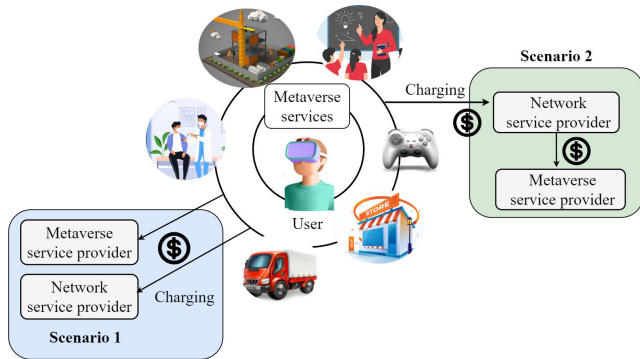 Scenario 2
Charging
Network
service provider
Metaverse
service provider
Metaverse
services
User
STORE
Metaverse
service provider
Network
service provider
Charging
Scenario 1